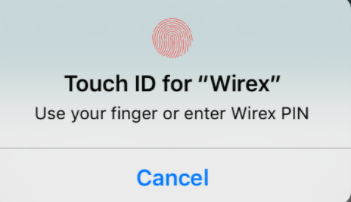 Touch ID for “Wirex”
Use your finger or enter Wirex PIN
Cancel